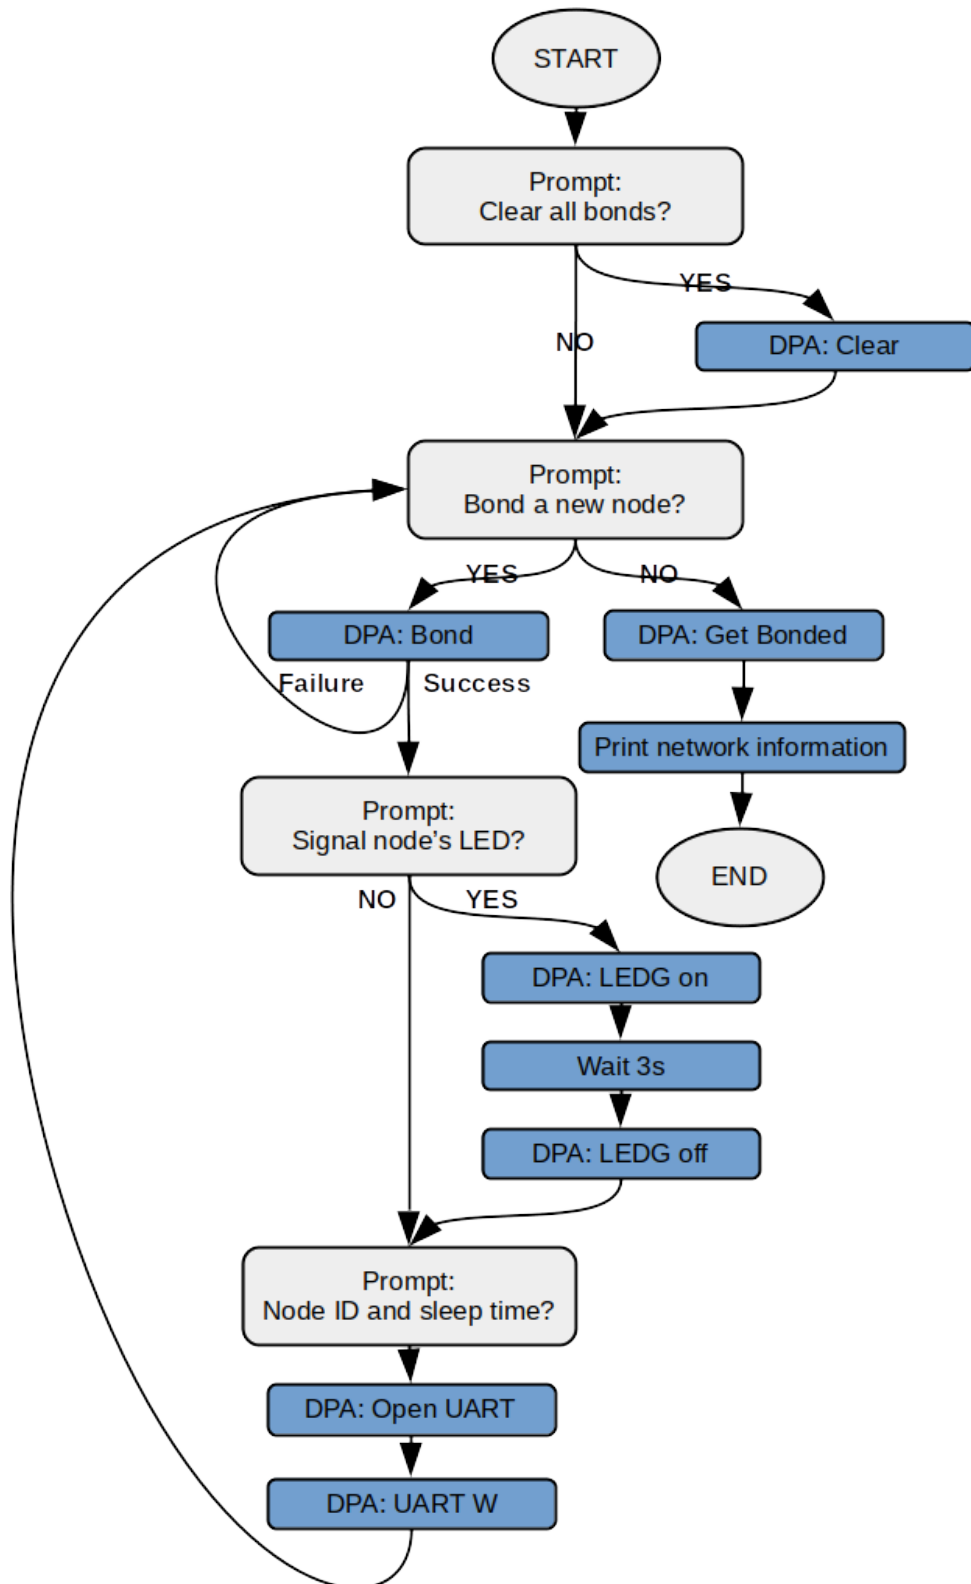 START
Prompt:
Clear all bonds?
YES
NO
DPA: Clear
Prompt:
Bond a new node?
YES
NO
DPA: Bond
DPA: Get Bonded
Failure
Success
Print network information
Prompt:
Signal node’s LED?
END
NO
YES
DPA: LEDG on
Wait 3s
DPA: LEDG off
Prompt:
Node ID and sleep time?
DPA: Open UART
DPA: UART W